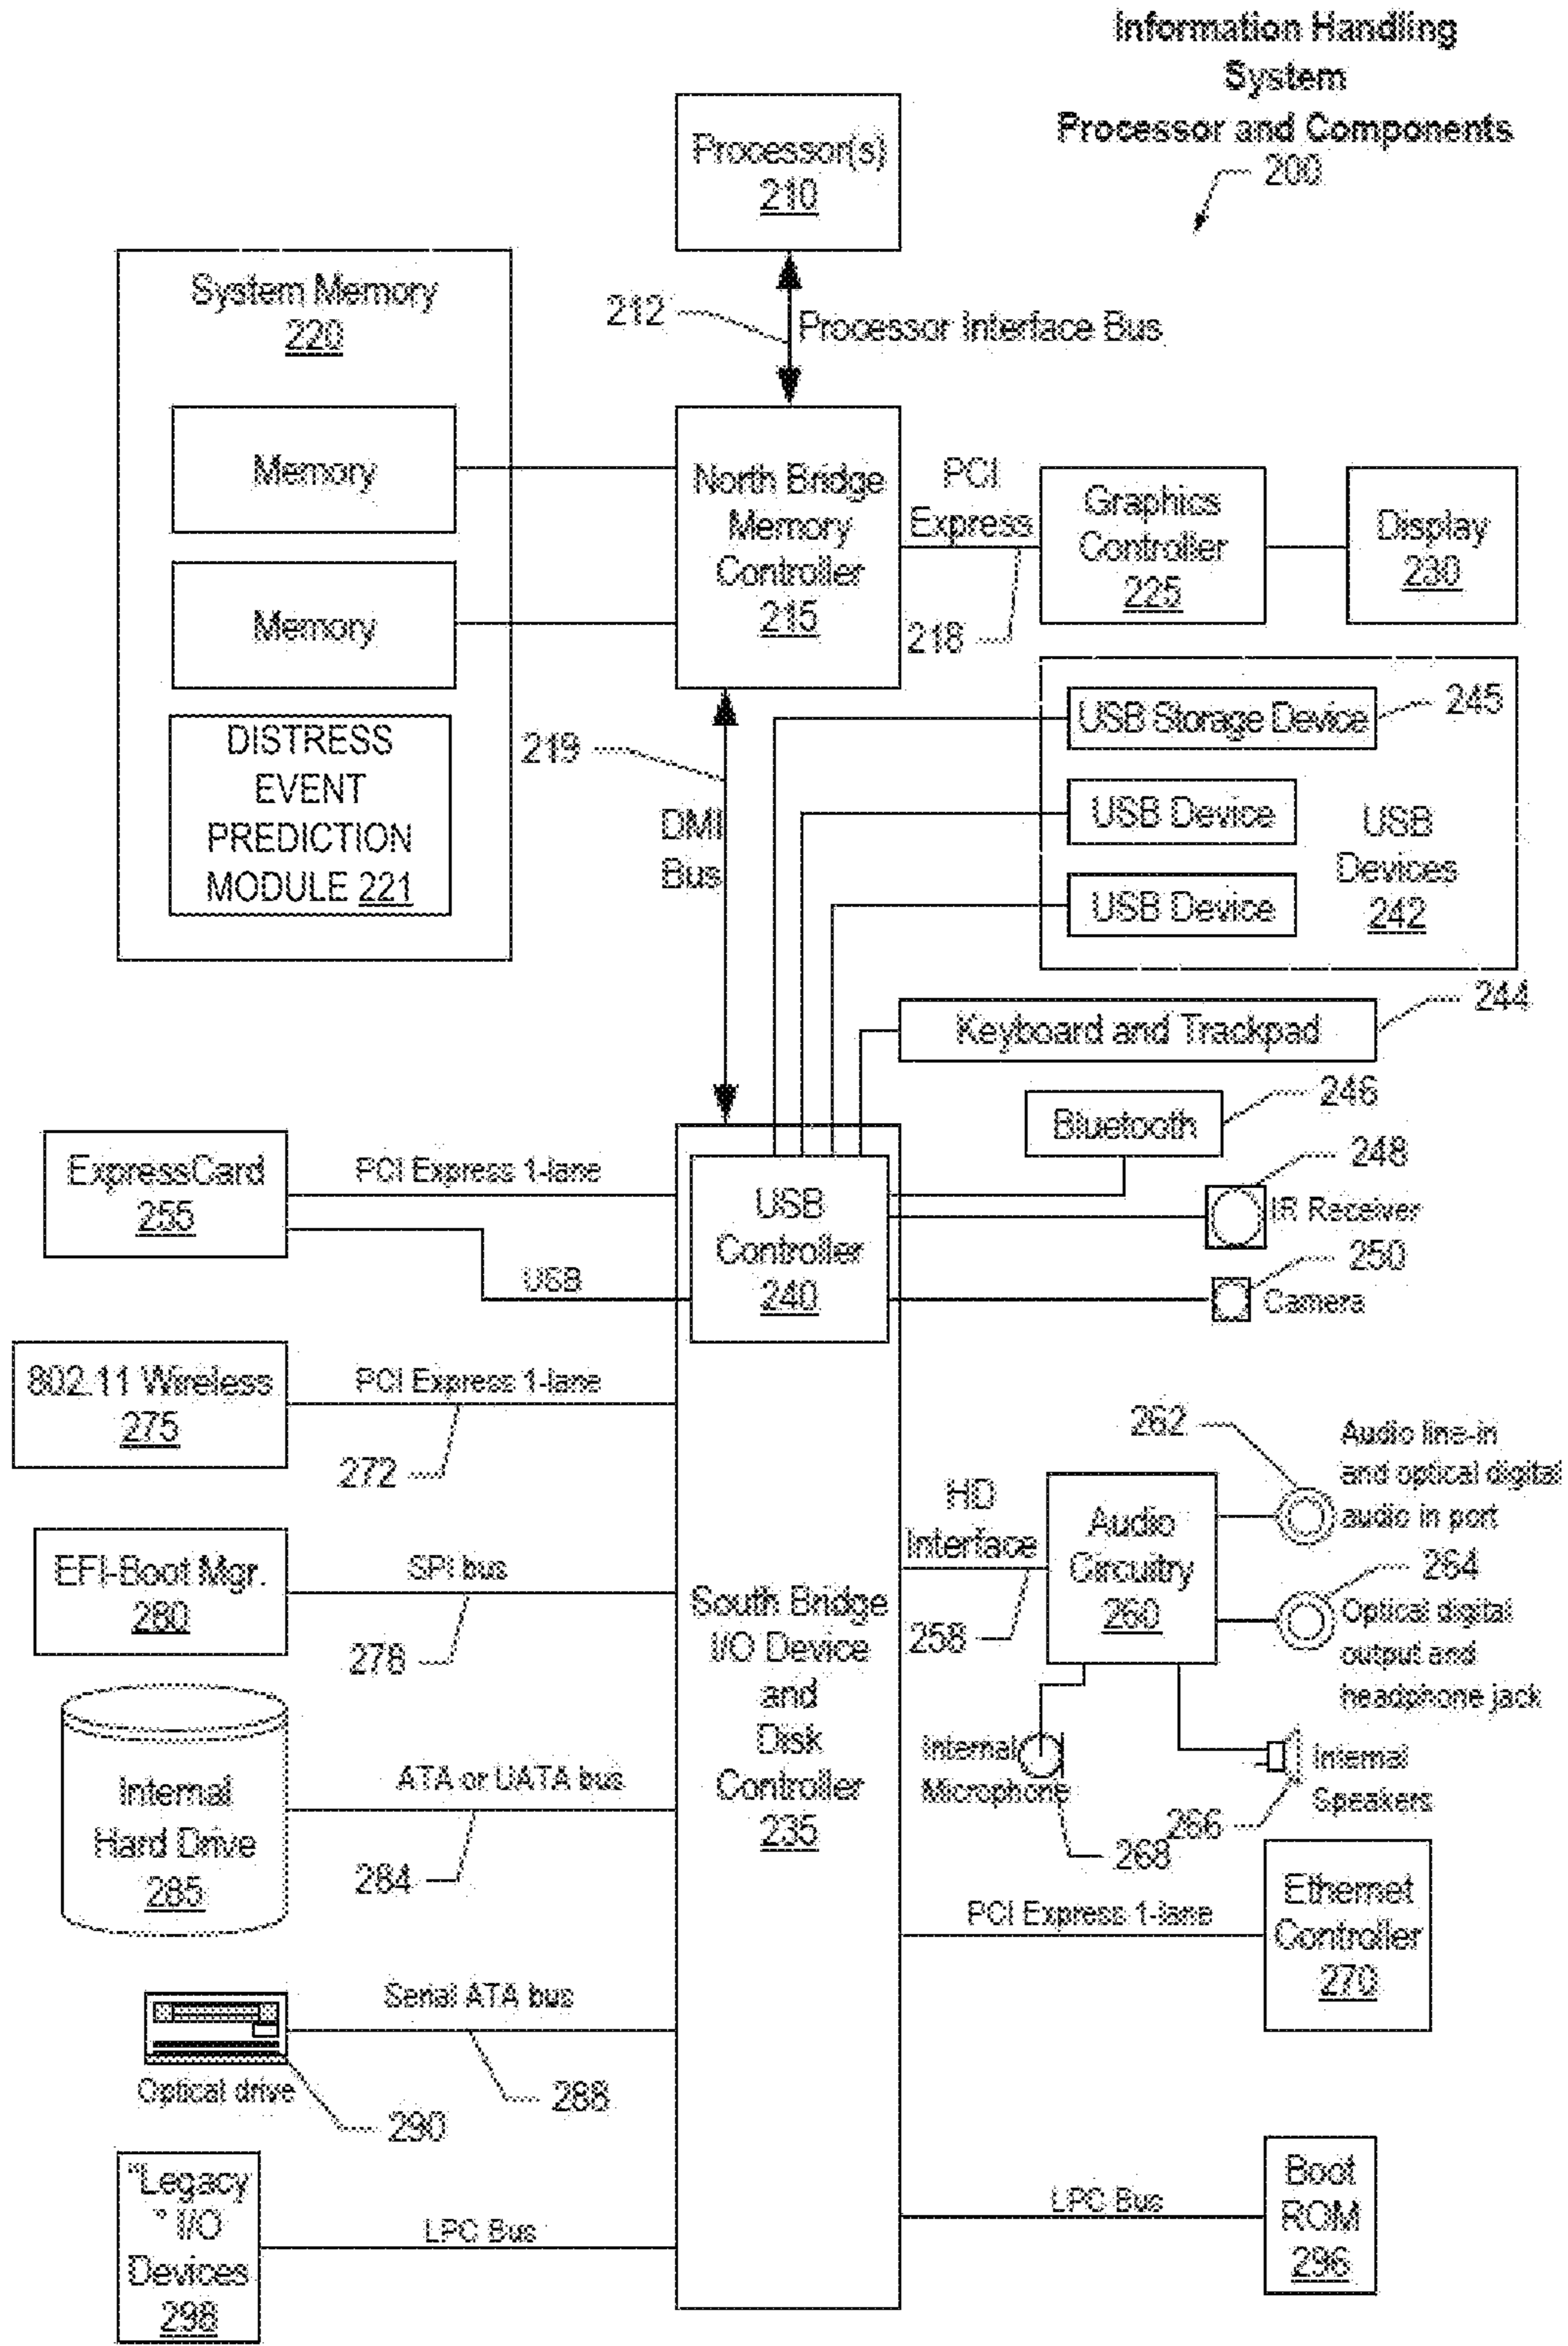 Information Handling
System
Processor and Components
200
Processor(s)
210
212
Processor Interface Bus
System Memory
220
Memory
Memory
DISTRESS
EVENT
PREDICTION
MODULE 221
North Bridge
Memory
Controller
215
PCI
Express
218
Graphics
Controller
225
Display
230
219
DMI
Bus
USB Storage Device
245
USB Device
USB Device
USB
Devices
242
Keyboard and Trackpad
244
Bluetooth
246
248
IR Receiver
250
Camera
ExpressCard
255
PCI Express 1-lane
USB
USB
Controller
240
802.11 Wireless
275
PCI Express 1-lane
272
EFI-Boot Mgr.
280
SPI bus
278
Internal
Hard Drive
285
ATA or UATA bus
284
Serial ATA bus
288
Optical drive
290
"Legacy
" I/O
Devices
298
LPC Bus
South Bridge
I/O Device
and
Disk
Controller
235
HD
Interface
258
Audio
Circuitry
260
262
Audio line-in
and optical digital
audio in port
264
Optical digital
output and
headphone jack
Internal
Microphone
268
266
Internal
Speakers
PCI Express 1-lane
Ethernet
Controller
270
LPC Bus
Boot
ROM
296